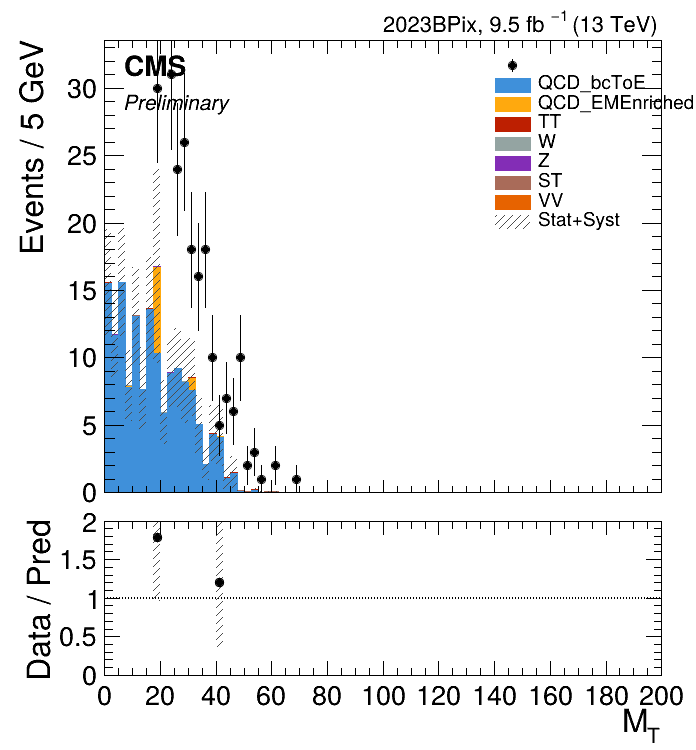 2023BPix, 9.5 fb⁻¹ (13 TeV)
CMS
Preliminary
QCD_bcToE
QCD_EMEnriched
TT
W
Z
ST
VV
Stat+Syst
Events / 5 GeV
30
25
20
15
10
5
0
Data / Pred
2
1.5
1
0.5
0
0 20 40 60 80 100 120 140 160 180 200
M_T